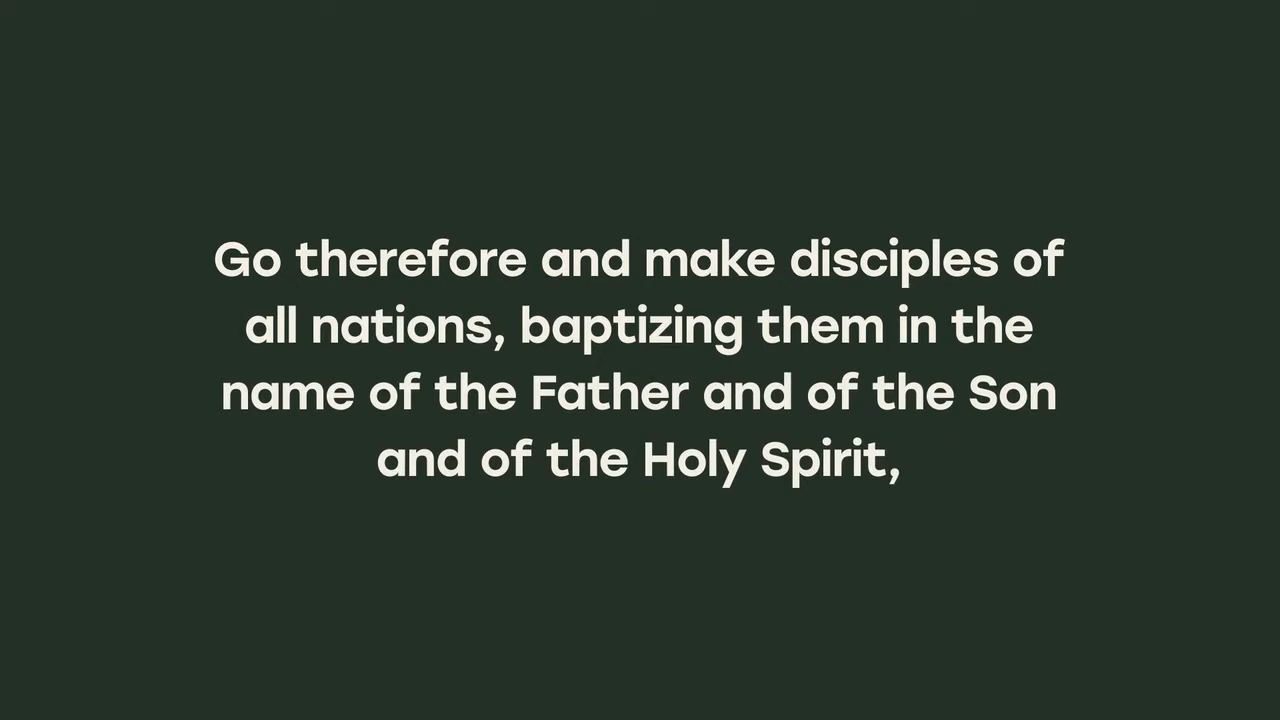 Go therefore and make disciples of
all nations, baptizing them in the
name of the Father and of the Son
and of the Holy Spirit,